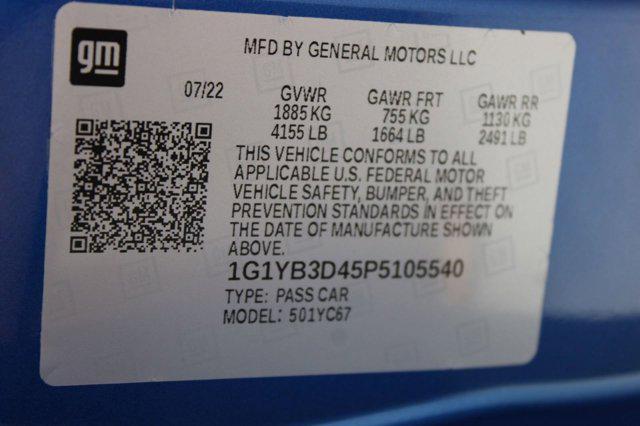 gm
MFD BY GENERAL MOTORS LLC
07/22 GVWR GAWR FRT GAWR RR
1885 KG 755 KG 1130 KG
4155 LB 1664 LB 2491 LB
THIS VEHICLE CONFORMS TO ALL
APPLICABLE U.S. FEDERAL MOTOR
VEHICLE SAFETY, BUMPER, AND THEFT
PREVENTION STANDARDS IN EFFECT ON
THE DATE OF MANUFACTURE SHOWN
ABOVE.
1G1YB3D45P5105540
TYPE: PASS CAR
MODEL: 501YC67